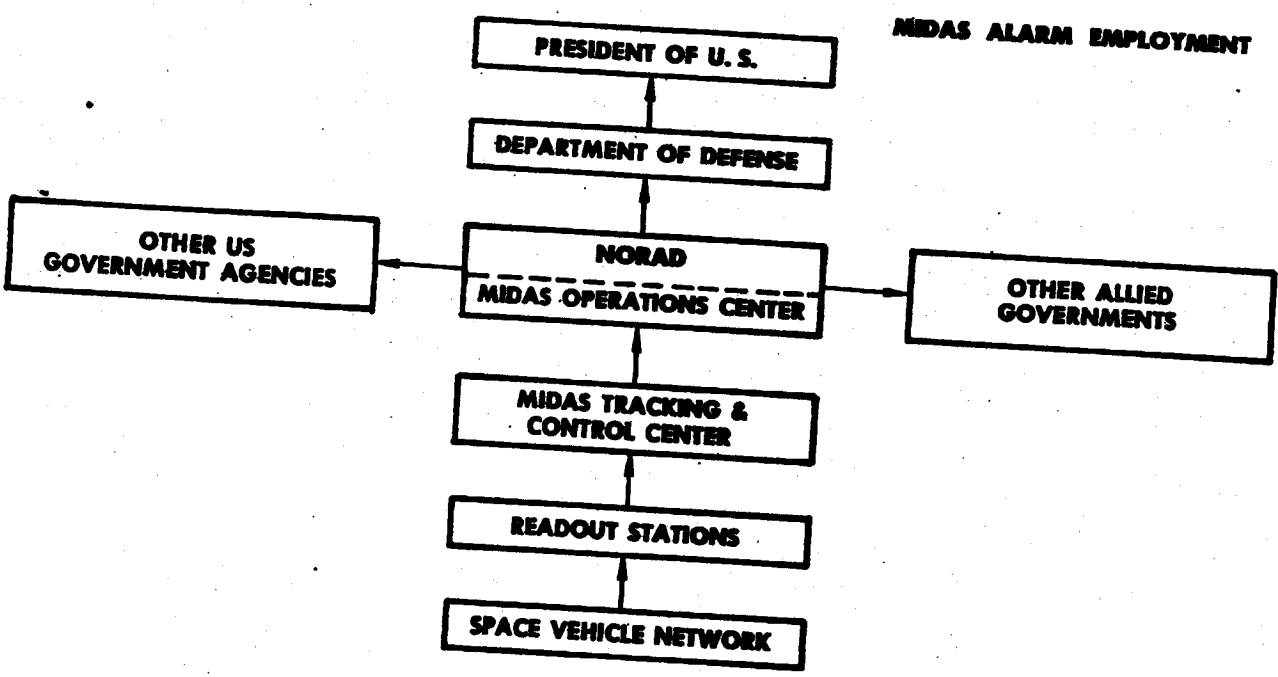 MIDAS ALARM EMPLOYMENT
PRESIDENT OF U. S.
DEPARTMENT OF DEFENSE
OTHER US
GOVERNMENT AGENCIES
NORAD
MIDAS OPERATIONS CENTER
OTHER ALLIED
GOVERNMENTS
MIDAS TRACKING &
CONTROL CENTER
READOUT STATIONS
SPACE VEHICLE NETWORK